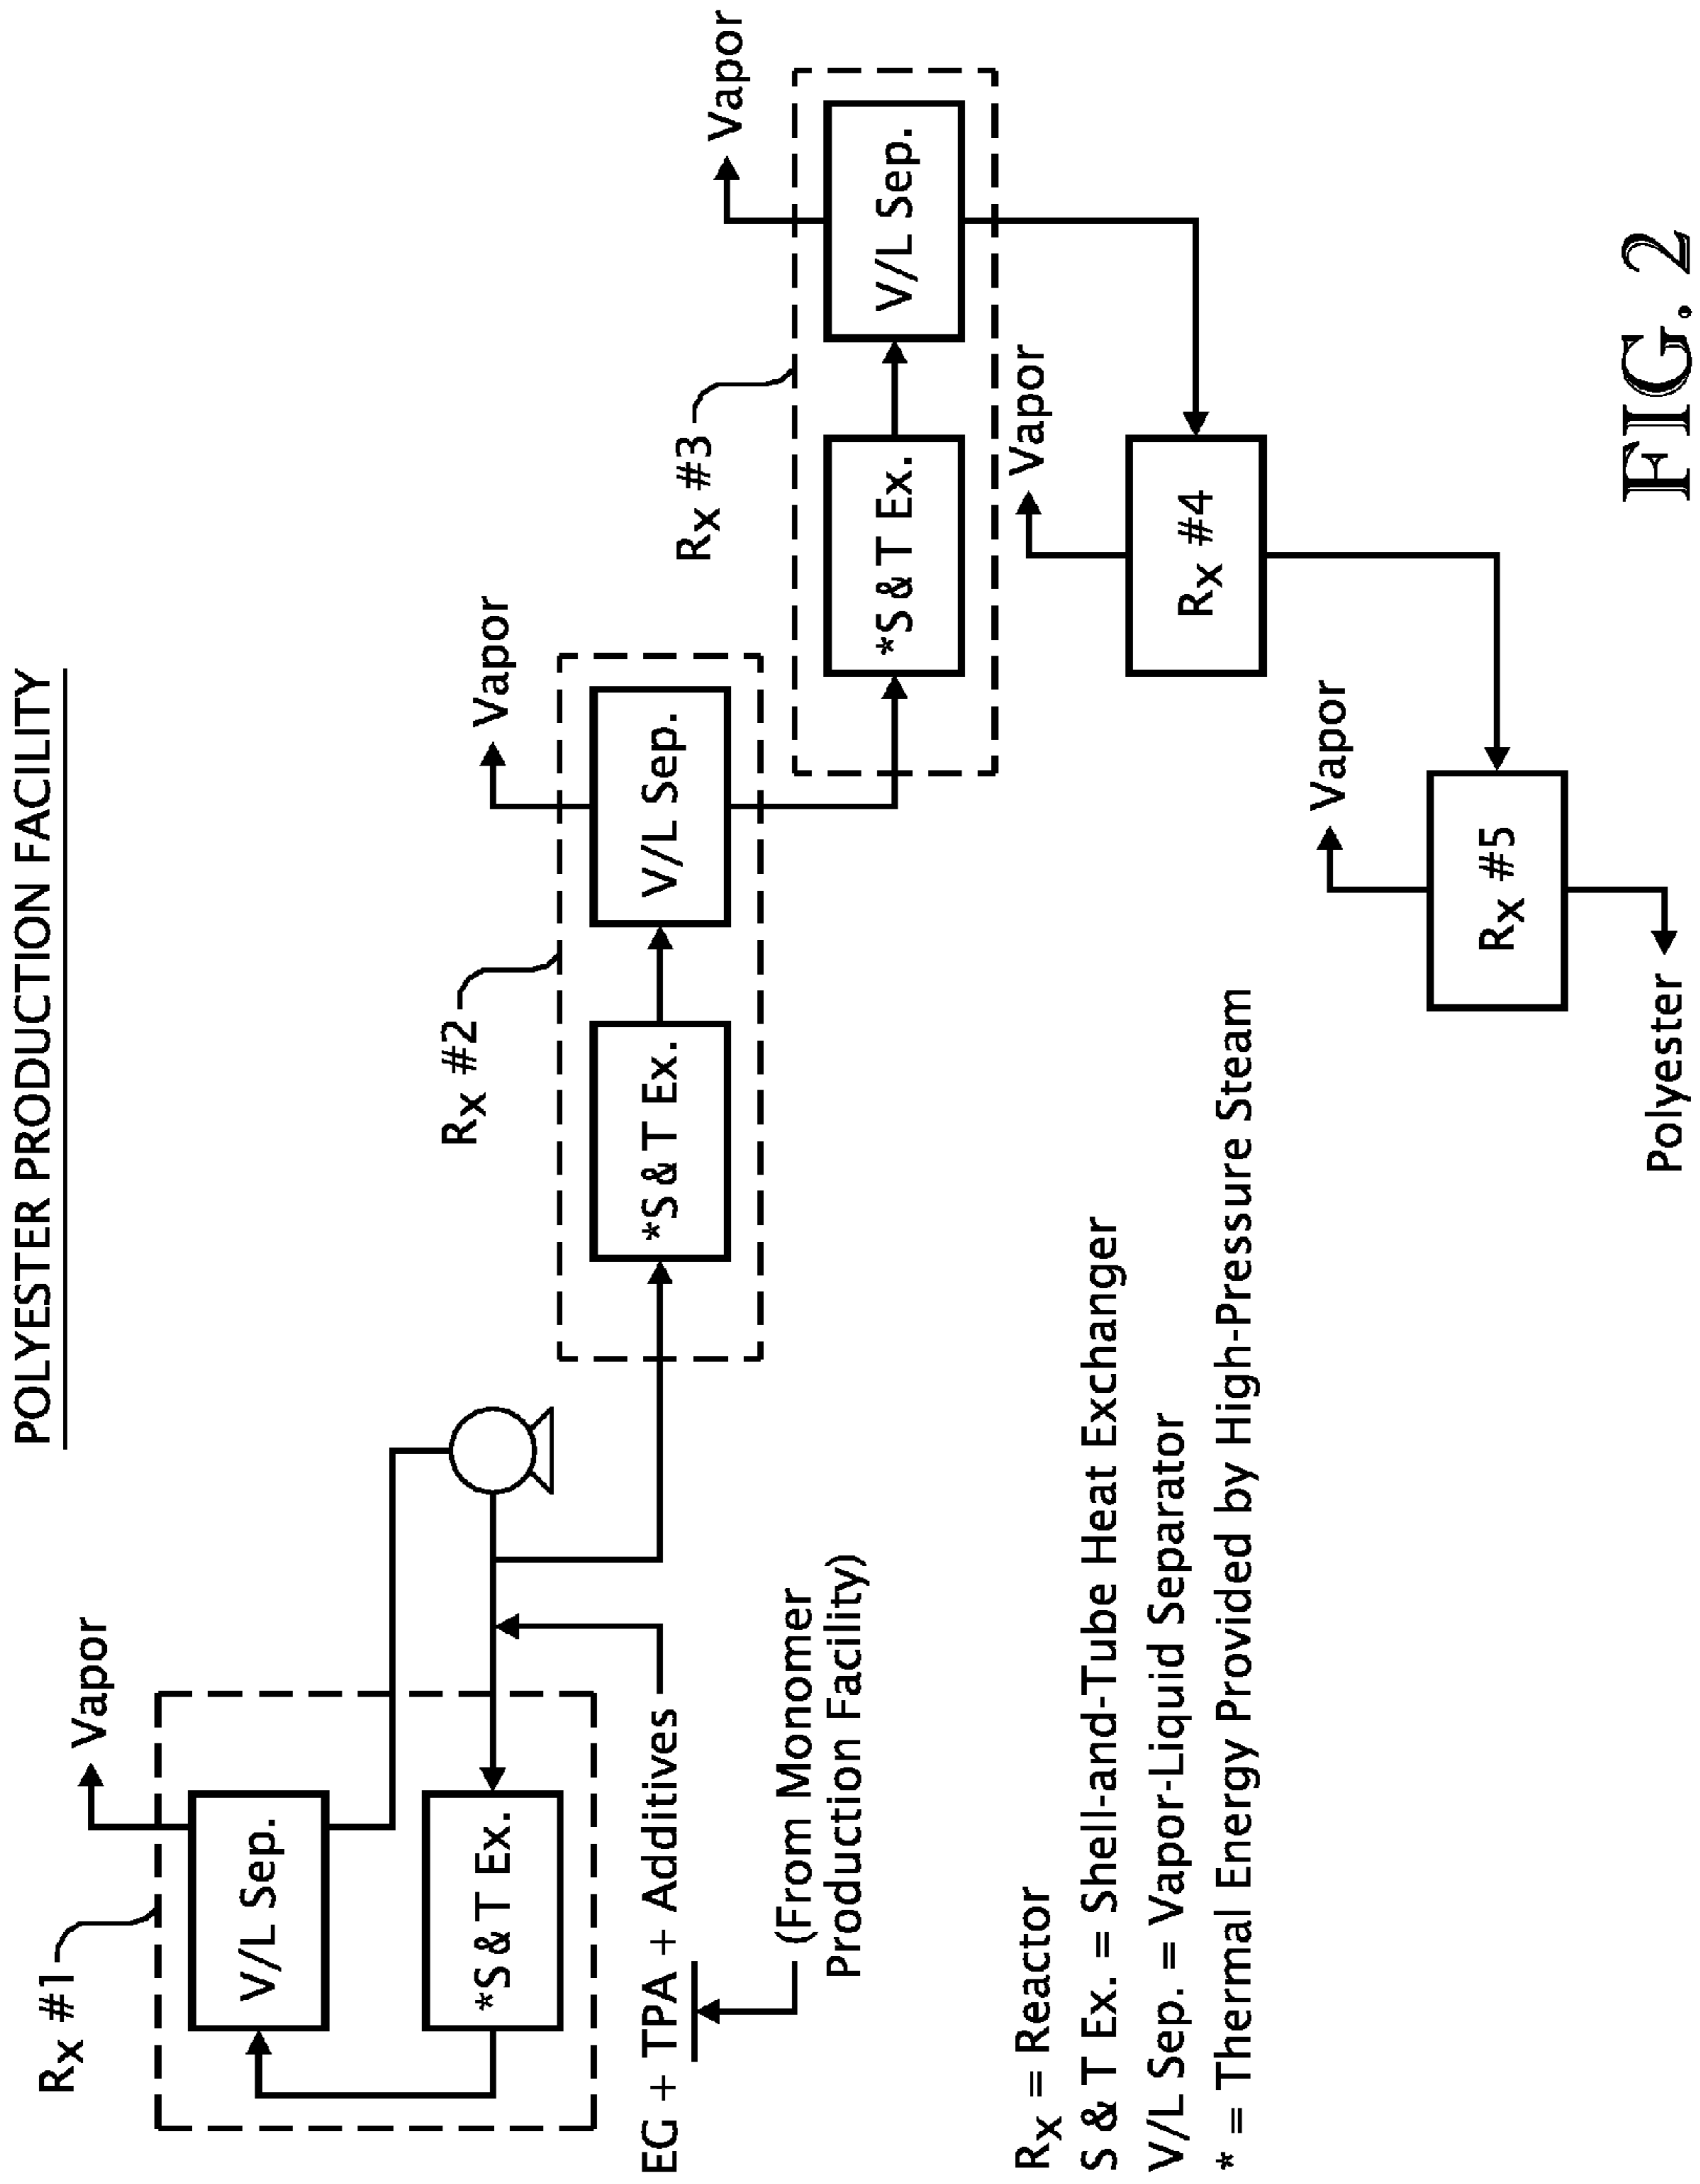 POLYESTER PRODUCTION FACILITY
Rx #1
Vapor
V/L Sep.
*S & T Ex.
EG + TPA + Additives
(From Monomer
Production Facility)
Rx #2
Vapor
*S & T Ex.
V/L Sep.
Rx #3
Vapor
*S & T Ex.
V/L Sep.
Vapor
Rx #4
Vapor
Rx #5
Polyester
Rx = Reactor
S & T Ex. = Shell-and-Tube Heat Exchanger
V/L Sep. = Vapor-Liquid Separator
* = Thermal Energy Provided by High-Pressure Steam
FIG. 2